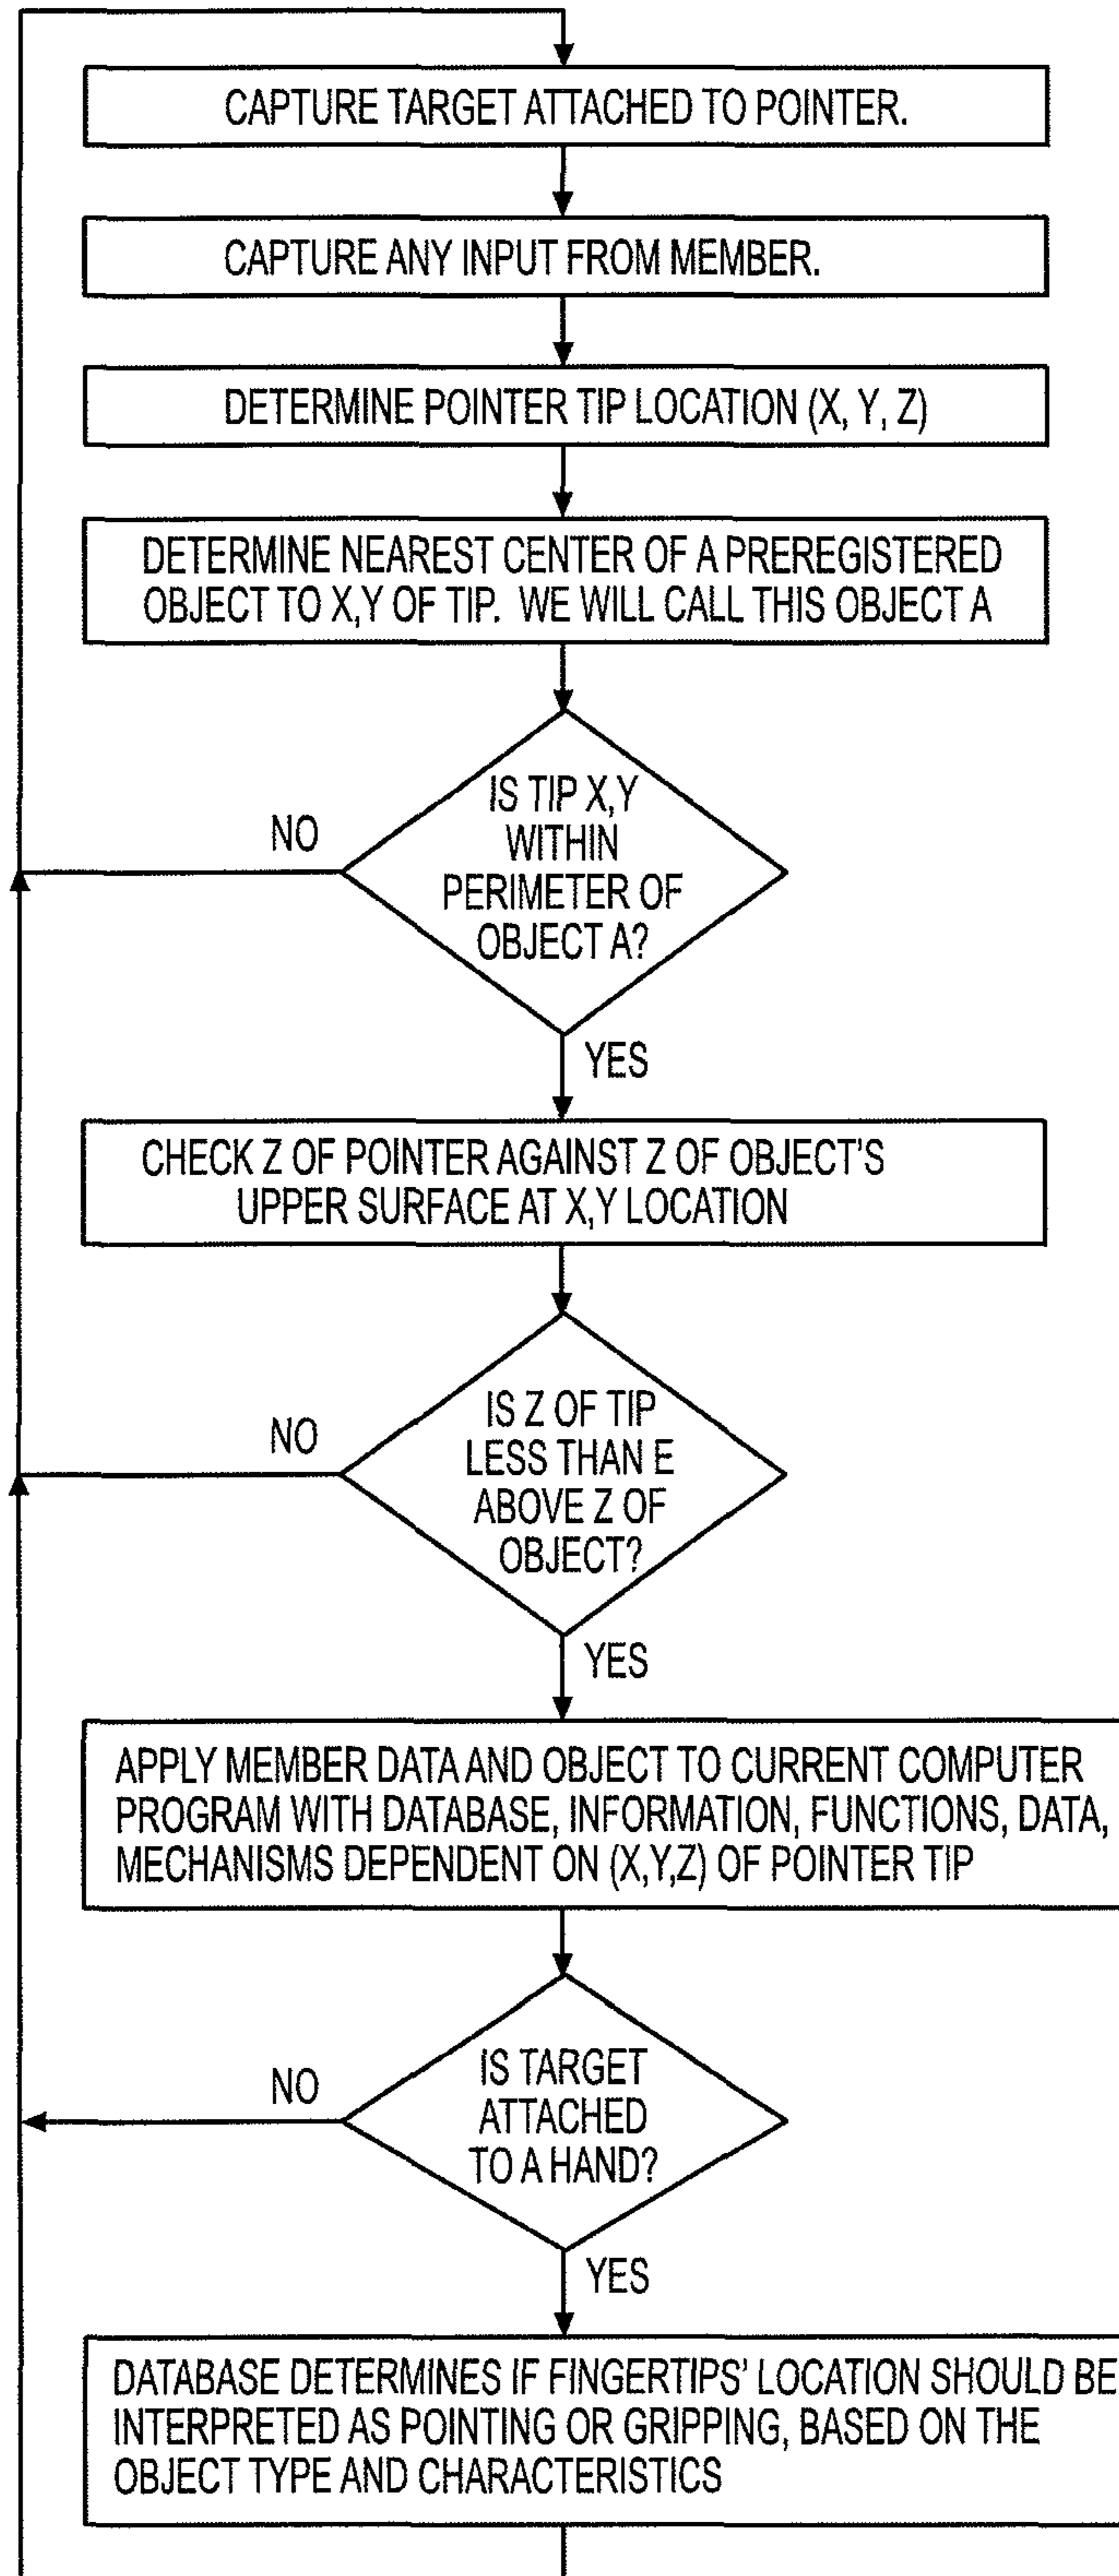 CAPTURE TARGET ATTACHED TO POINTER.
CAPTURE ANY INPUT FROM MEMBER.
DETERMINE POINTER TIP LOCATION (X, Y, Z)
DETERMINE NEAREST CENTER OF A PREREGISTERED
OBJECT TO X,Y OF TIP. WE WILL CALL THIS OBJECT A
IS TIP X,Y
WITHIN
PERIMETER OF
OBJECT A?
NO
YES
CHECK Z OF POINTER AGAINST Z OF OBJECT'S
UPPER SURFACE AT X,Y LOCATION
IS Z OF TIP
LESS THAN E
ABOVE Z OF
OBJECT?
NO
YES
APPLY MEMBER DATA AND OBJECT TO CURRENT COMPUTER
PROGRAM WITH DATABASE, INFORMATION, FUNCTIONS, DATA,
MECHANISMS DEPENDENT ON (X,Y,Z) OF POINTER TIP
IS TARGET
ATTACHED
TO A HAND?
NO
YES
DATABASE DETERMINES IF FINGERTIPS' LOCATION SHOULD BE
INTERPRETED AS POINTING OR GRIPPING, BASED ON THE
OBJECT TYPE AND CHARACTERISTICS